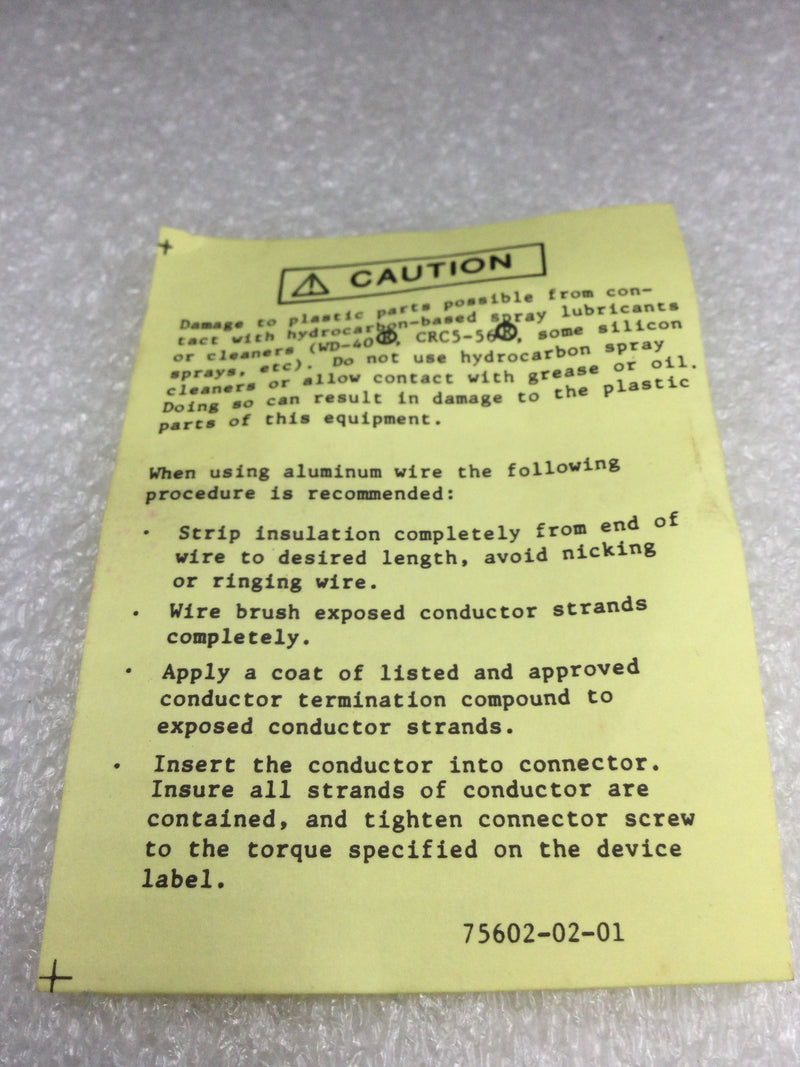 ⚠ CAUTION
Damage to plastic parts possible from con-
tact with hydrocarbon-based spray lubricants
or cleaners (WD-40®, CRC5-56®, some silicon
sprays, etc). Do not use hydrocarbon spray
cleaners or allow contact with grease or oil.
Doing so can result in damage to the plastic
parts of this equipment.
When using aluminum wire the following
procedure is recommended:
· Strip insulation completely from end of
wire to desired length, avoid nicking
or ringing wire.
· Wire brush exposed conductor strands
completely.
· Apply a coat of listed and approved
conductor termination compound to
exposed conductor strands.
· Insert the conductor into connector.
Insure all strands of conductor are
contained, and tighten connector screw
to the torque specified on the device
label.
75602-02-01